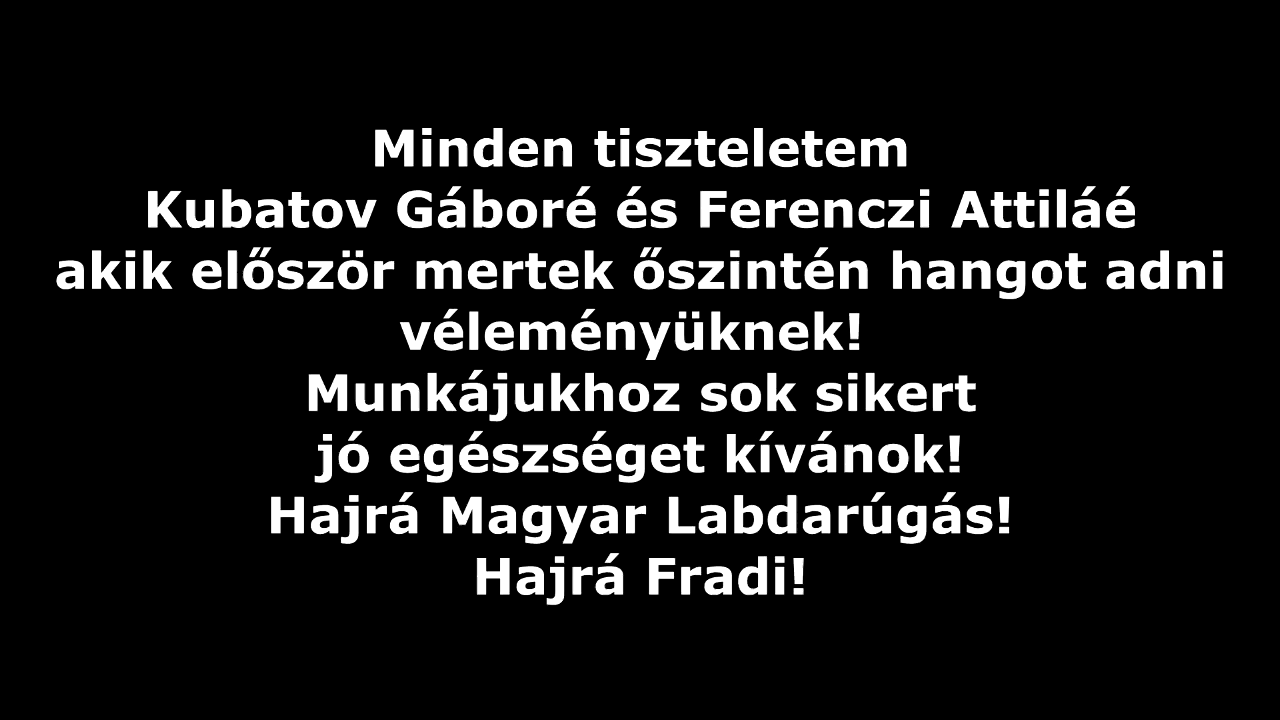 Minden tiszteletem
Kubatov Gáboré és Ferenczi Attiláé
akik először mertek őszintén hangot adni
véleményüknek!
Munkájukhoz sok sikert
jó egészséget kívánok!
Hajrá Magyar Labdarúgás!
Hajrá Fradi!